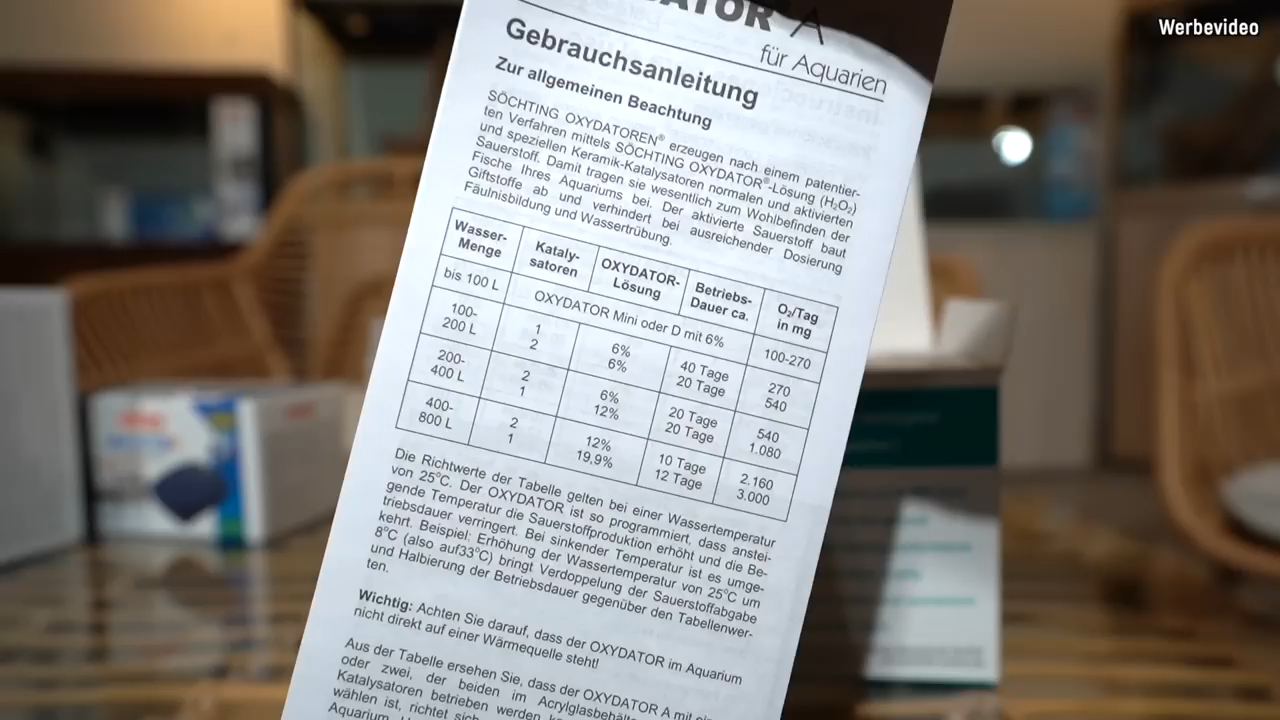 Werbevideo
für Aquarien
Gebrauchsanleitung
Zur allgemeinen Beachtung
SÖCHTING OXYDATOREN® erzeugen nach einem patentier-
ten Verfahren mittels SÖCHTING OXYDATOR®-Lösung (H₂O₂)
und speziellen Keramik-Katalysatoren normalen und aktivierten
Sauerstoff. Damit tragen sie wesentlich zum Wohlbefinden der
Fische Ihres Aquariums bei. Der aktivierte Sauerstoff baut
Giftstoffe ab und verhindert bei ausreichender Dosierung
Fäulnisbildung und Wassertrübung.
Wasser-Menge Kataly-satoren OXYDATOR-Lösung Betriebs-Dauer ca. O₂/Tag in mg
bis 100 L OXYDATOR Mini oder D mit 6% 100-270
100-200 L 1 6% 40 Tage 270
2 6% 20 Tage 540
200-400 L 2 6% 20 Tage 540
1 12% 20 Tage 1.080
400-800 L 2 12% 10 Tage 2.160
1 19,9% 12 Tage 3.000
Die Richtwerte der Tabelle gelten bei einer Wassertemperatur
von 25°C. Der OXYDATOR ist so programmiert, dass anstei-
gende Temperatur die Sauerstoffproduktion erhöht und die Be-
triebsdauer verringert. Bei sinkender Temperatur ist es umge-
kehrt. Beispiel: Erhöhung der Wassertemperatur von 25°C um
8°C (also auf33°C) bringt Verdoppelung der Sauerstoffabgabe
und Halbierung der Betriebsdauer gegenüber den Tabellenwer-
ten.
Wichtig: Achten Sie darauf, dass der OXYDATOR im Aquarium
nicht direkt auf einer Wärmequelle steht!
Aus der Tabelle ersehen Sie, dass der OXYDATOR A mit
oder zwei, der beiden im
Katalysatoren betrieben werden
wählen ist, richtet